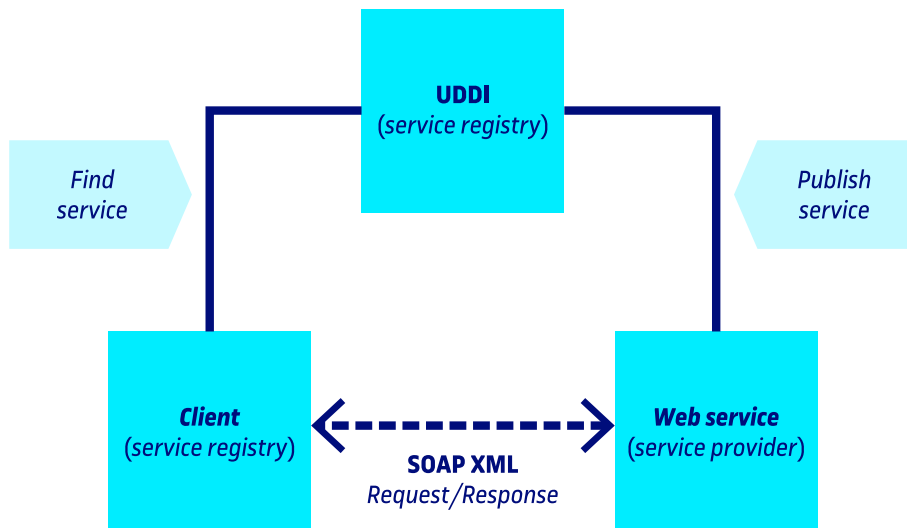 UDDI
(service registry)
Find
service
Publish
service
Client
(service registry)
Web service
(service provider)
SOAP XML
Request/Response